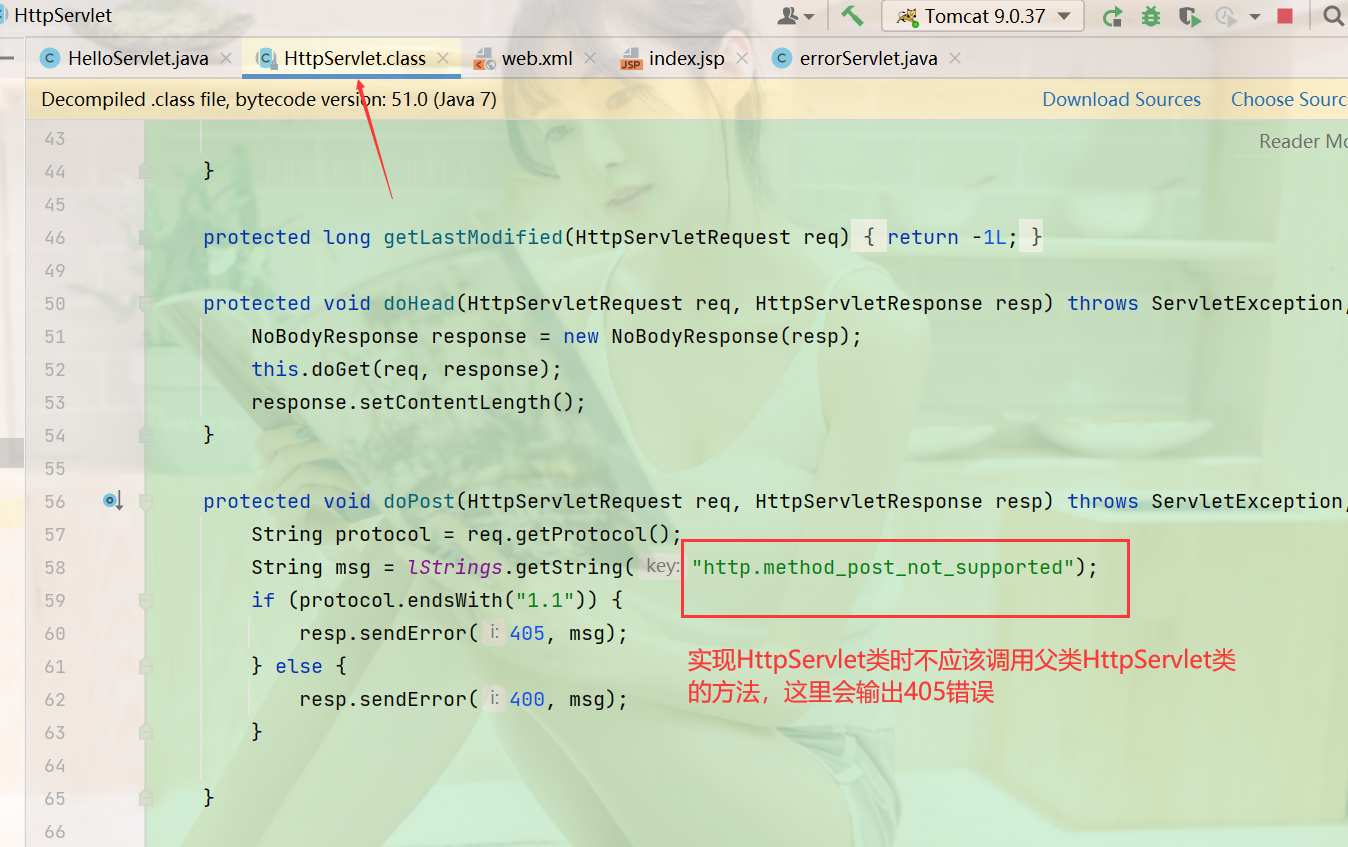 HttpServlet
Tomcat 9.0.37
HelloServlet.java
HttpServlet.class
web.xml
index.jsp
errorServlet.java
Decompiled .class file, bytecode version: 51.0 (Java 7)
Download Sources
Choose Sourc
Reader Mo
43
44 }
45
46 protected long getLastModified(HttpServletRequest req) { return -1L; }
49
50 protected void doHead(HttpServletRequest req, HttpServletResponse resp) throws ServletException,
51 NoBodyResponse response = new NoBodyResponse(resp);
52 this.doGet(req, response);
53 response.setContentLength();
54 }
55
56 protected void doPost(HttpServletRequest req, HttpServletResponse resp) throws ServletException,
57 String protocol = req.getProtocol();
58 String msg = lStrings.getString( key: "http.method_post_not_supported");
59 if (protocol.endsWith("1.1")) {
60 resp.sendError( i: 405, msg);
61 } else {
62 resp.sendError( i: 400, msg);
63 }
64
65 }
66
实现HttpServlet类时不应该调用父类HttpServlet类
的方法，这里会输出405错误